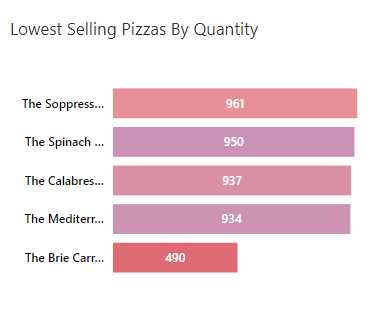 Lowest Selling Pizzas By Quantity
The Soppress... 961
The Spinach ... 950
The Calabres... 937
The Mediterr... 934
The Brie Carr... 490